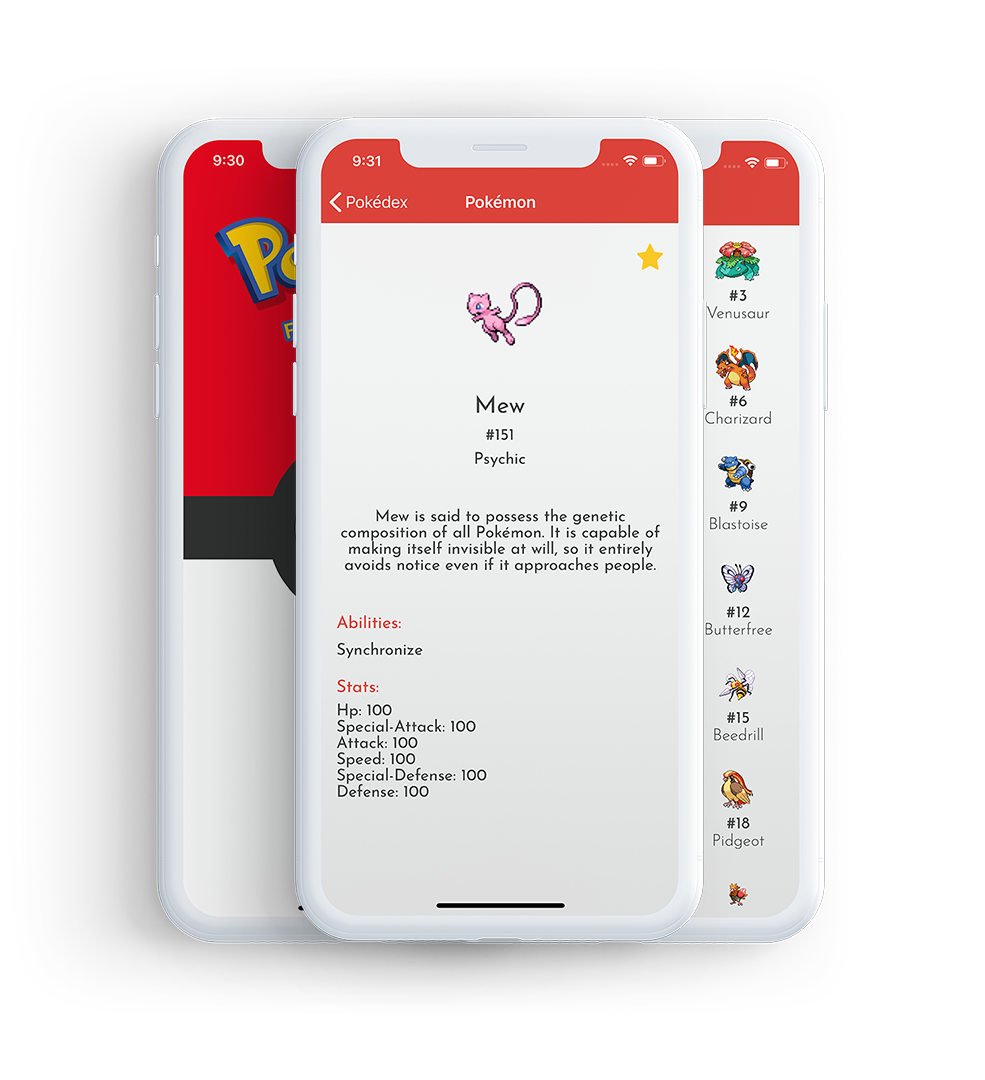 9:30
9:31
Pokédex
Pokémon
Mew
#151
Psychic
Mew is said to possess the genetic
composition of all Pokémon. It is capable of
making itself invisible at will, so it entirely
avoids notice even if it approaches people.
Abilities:
Synchronize
Stats:
Hp: 100
Special-Attack: 100
Attack: 100
Speed: 100
Special-Defense: 100
Defense: 100
#3
Venusaur
#6
Charizard
#9
Blastoise
#12
Butterfree
#15
Beedrill
#18
Pidgeot